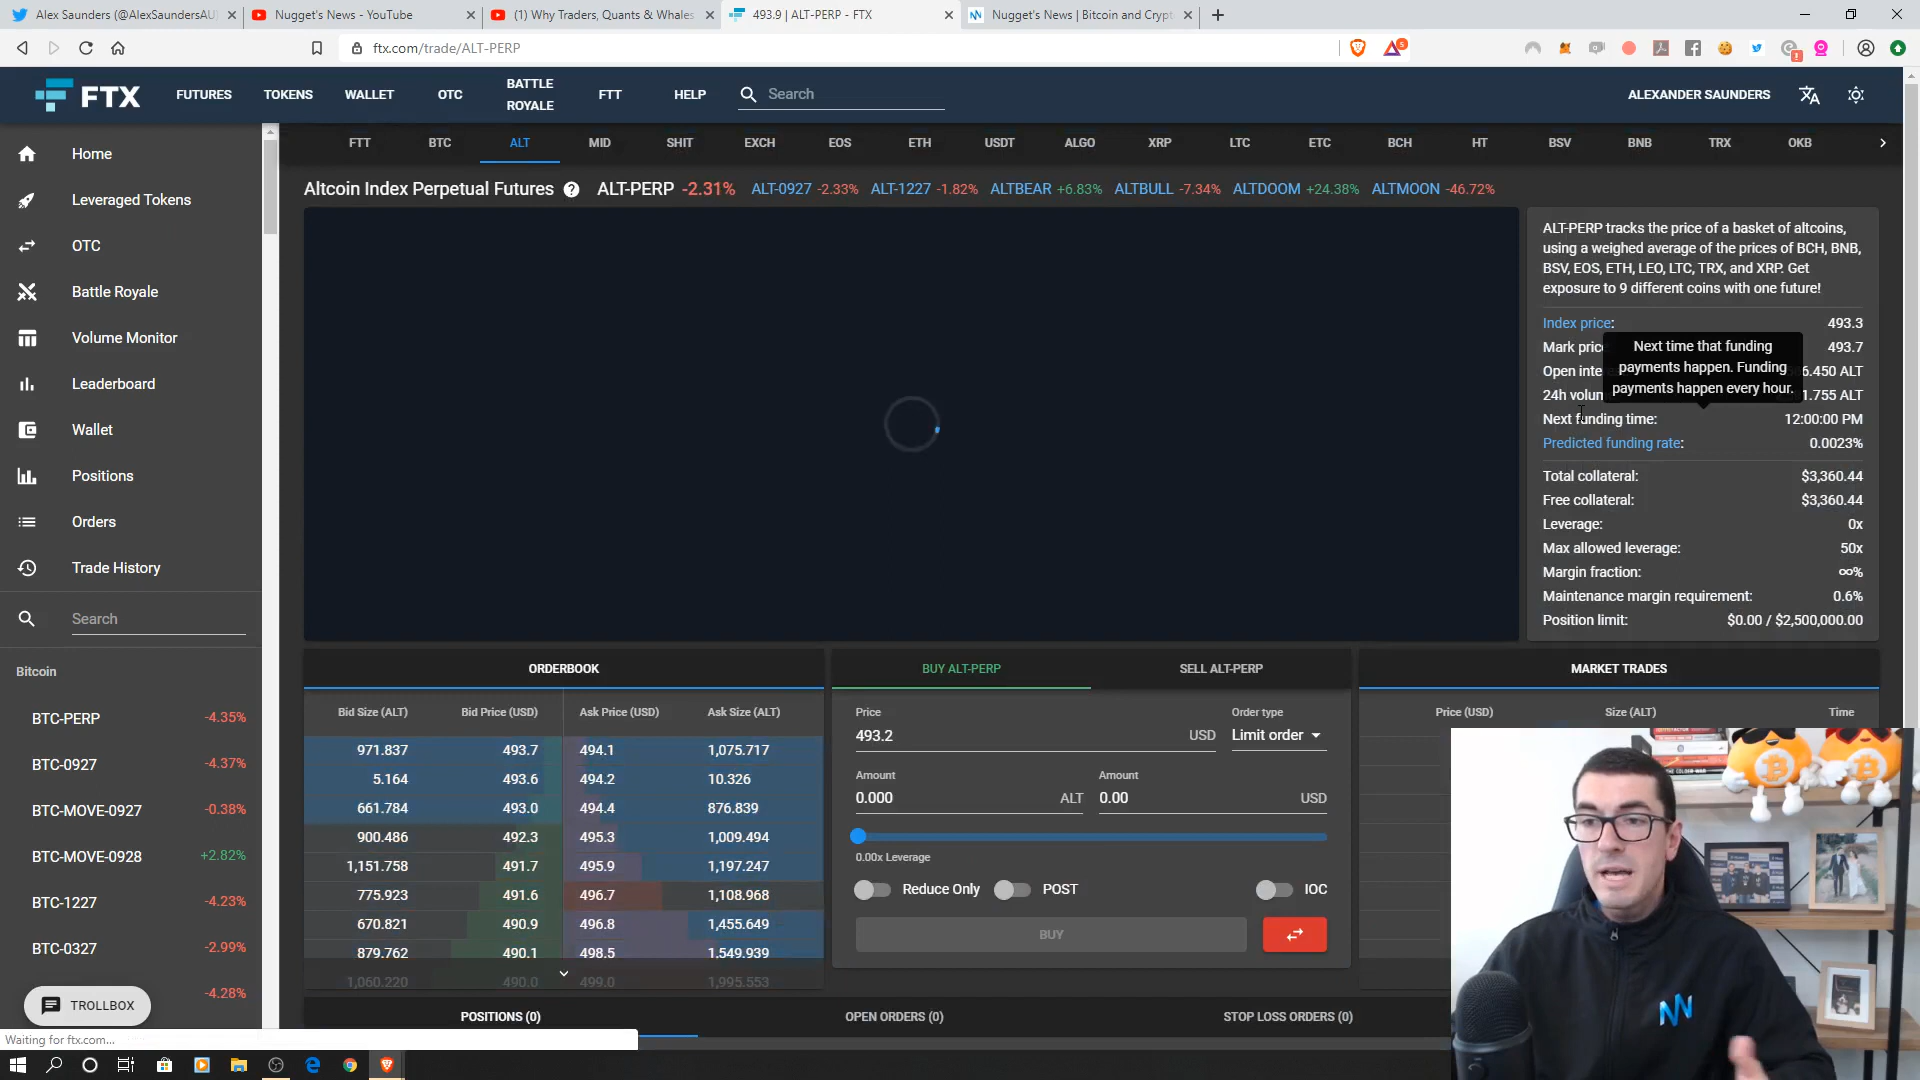 Alex Saunders (@AlexSaundersAU)
Nugget's News - YouTube
(1) Why Traders, Quants & Whales
493.9 | ALT-PERP - FTX
Nugget's News | Bitcoin and Crypt
ftx.com/trade/ALT-PERP
FTX
FUTURES
TOKENS
WALLET
OTC
BATTLE
ROYALE
FTT
HELP
Search
ALEXANDER SAUNDERS
FTT
BTC
ALT
MID
SHIT
EXCH
EOS
ETH
USDT
ALGO
XRP
LTC
ETC
BCH
HT
BSV
BNB
TRX
OKB
Home
Leveraged Tokens
OTC
Battle Royale
Volume Monitor
Leaderboard
Wallet
Positions
Orders
Trade History
Search
Bitcoin
BTC-PERP -4.35%
BTC-0927 -4.37%
BTC-MOVE-0927 -0.38%
BTC-MOVE-0928 +2.82%
BTC-1227 -4.23%
BTC-0327 -2.99%
-4.28%
TROLLBOX
Waiting for ftx.com...
Altcoin Index Perpetual Futures ? ALT-PERP -2.31% ALT-0927 -2.33% ALT-1227 -1.82% ALTBEAR +6.83% ALTBULL -7.34% ALTDOOM +24.38% ALTMOON -46.72%
ALT-PERP tracks the price of a basket of altcoins,
using a weighed average of the prices of BCH, BNB,
BSV, EOS, ETH, LEO, LTC, TRX, and XRP. Get
exposure to 9 different coins with one future!
Index price: 493.3
Mark price 493.7
Next time that funding
payments happen. Funding
payments happen every hour.
Open inte 6.450 ALT
24h volum 1.755 ALT
Next funding time: 12:00:00 PM
Predicted funding rate: 0.0023%
Total collateral: $3,360.44
Free collateral: $3,360.44
Leverage: 0x
Max allowed leverage: 50x
Margin fraction: ∞%
Maintenance margin requirement: 0.6%
Position limit: $0.00 / $2,500,000.00
ORDERBOOK
Bid Size (ALT) Bid Price (USD) Ask Price (USD) Ask Size (ALT)
971.837 493.7 494.1 1,075.717
5.164 493.6 494.2 10.326
661.784 493.0 494.4 876.839
900.486 492.3 495.3 1,009.494
1,151.758 491.7 495.9 1,197.247
775.923 491.6 496.7 1,108.968
670.821 490.9 496.8 1,455.649
879.762 490.1 498.5 1,549.939
1,060.220 490.0 499.0 1,995.553
BUY ALT-PERP
SELL ALT-PERP
Price
Order type
493.2 USD
Limit order
Amount
Amount
0.000 ALT
0.00 USD
0.00x Leverage
Reduce Only
POST
IOC
BUY
MARKET TRADES
Price (USD) Size (ALT) Time
POSITIONS (0)
OPEN ORDERS (0)
STOP LOSS ORDERS (0)